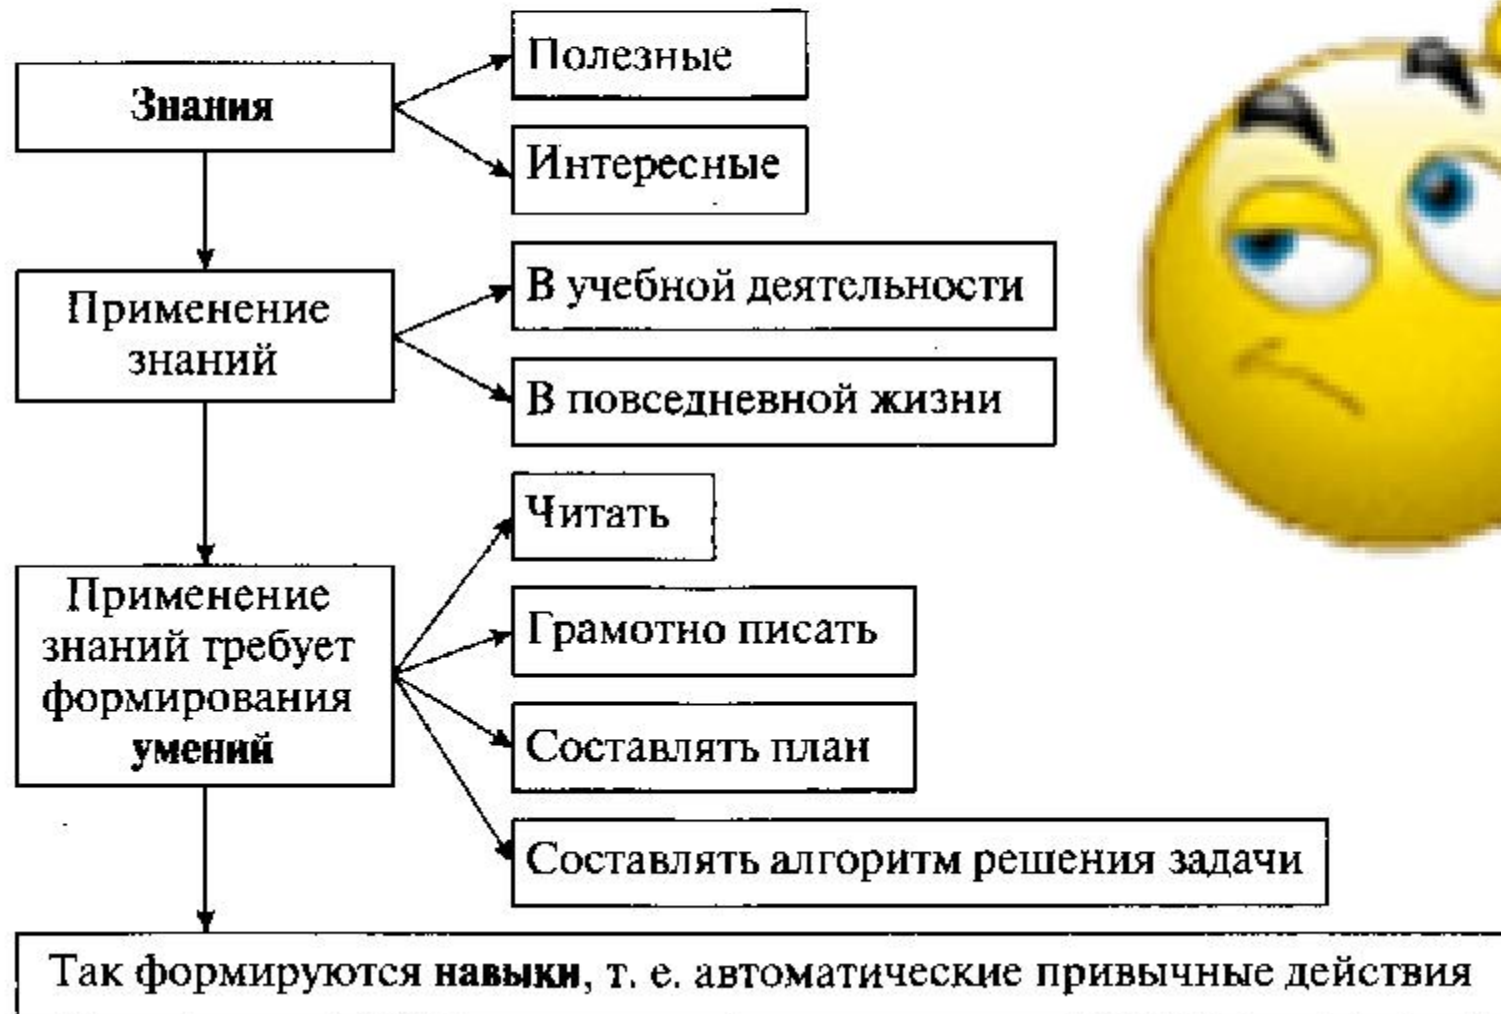 Знания
Полезные
Интересные
Применение
знаний
В учебной деятельности
В повседневной жизни
Применение
знаний требует
формирования
умений
Читать
Грамотно писать
Составлять план
Составлять алгоритм решения задачи
Так формируются навыки, т. е. автоматические привычные действия